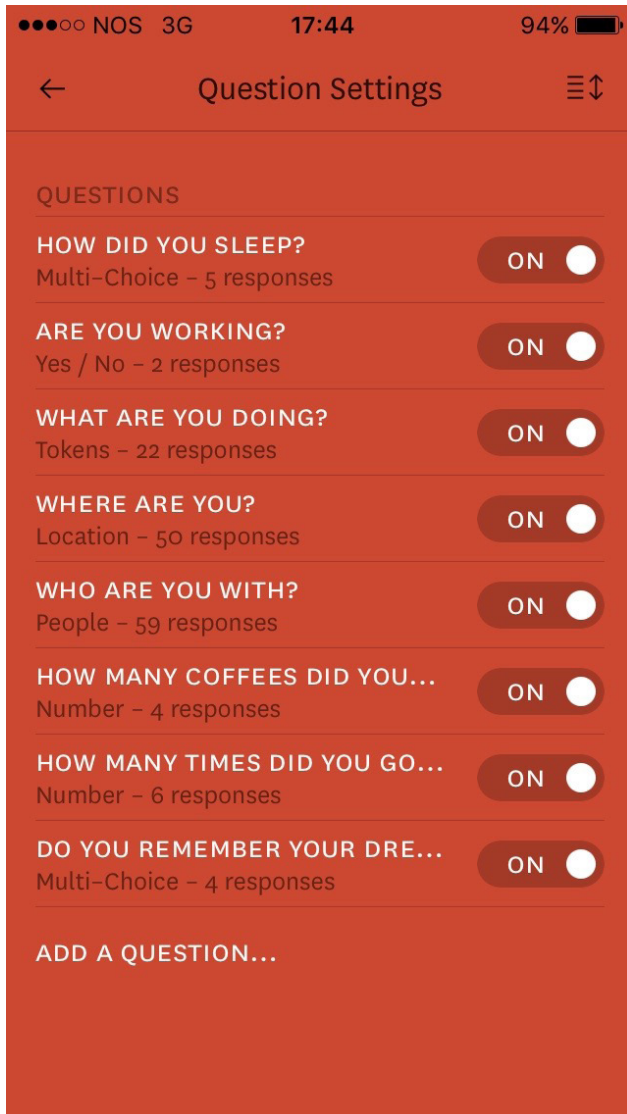 NOS 3G 17:44 94%
Question Settings
QUESTIONS
HOW DID YOU SLEEP?
Multi-Choice – 5 responses
ON
ARE YOU WORKING?
Yes / No – 2 responses
ON
WHAT ARE YOU DOING?
Tokens – 22 responses
ON
WHERE ARE YOU?
Location – 50 responses
ON
WHO ARE YOU WITH?
People – 59 responses
ON
HOW MANY COFFEES DID YOU...
Number – 4 responses
ON
HOW MANY TIMES DID YOU GO...
Number – 6 responses
ON
DO YOU REMEMBER YOUR DRE...
Multi-Choice – 4 responses
ON
ADD A QUESTION...